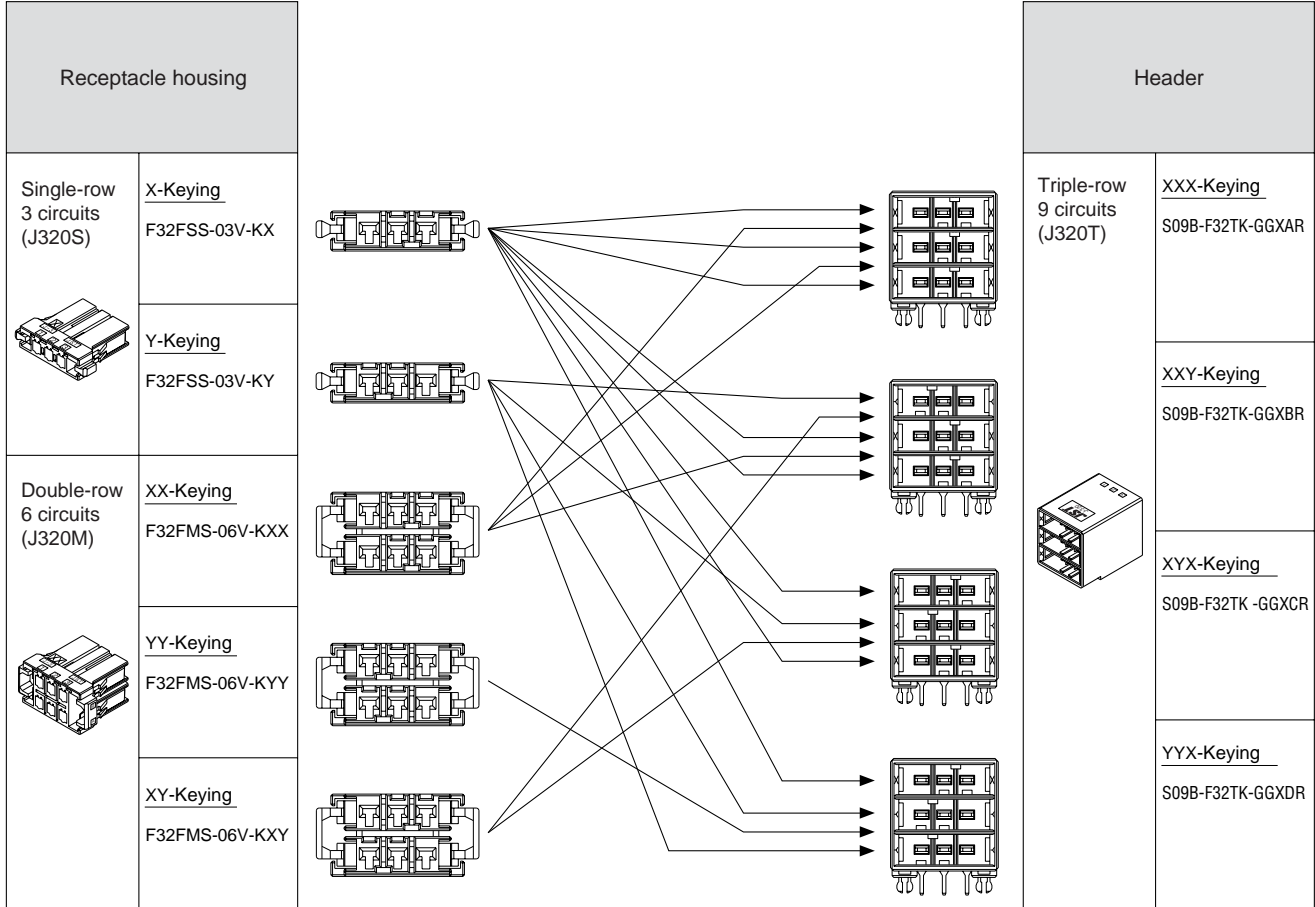 Receptacle housing
Header
Single-row
3 circuits
(J320S)
X-Keying
F32FSS-03V-KX
Y-Keying
F32FSS-03V-KY
Double-row
6 circuits
(J320M)
XX-Keying
F32FMS-06V-KXX
YY-Keying
F32FMS-06V-KYY
XY-Keying
F32FMS-06V-KXY
Triple-row
9 circuits
(J320T)
XXX-Keying
S09B-F32TK-GGXAR
XXY-Keying
S09B-F32TK-GGXBR
JST
XYX-Keying
S09B-F32TK -GGXCR
YYX-Keying
S09B-F32TK-GGXDR